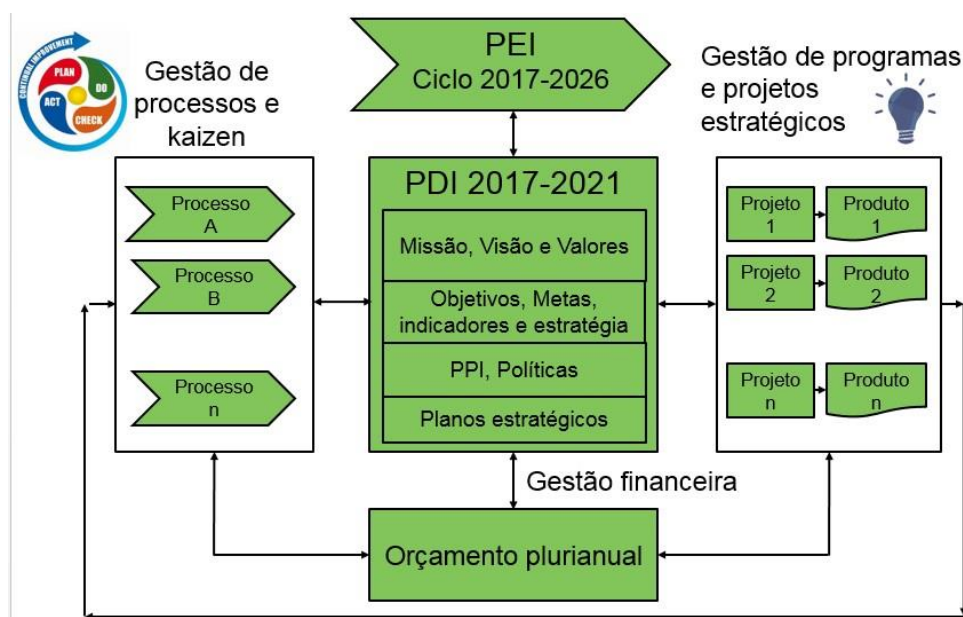 CONTINUAL IMPROVEMENT
PLAN
DO
ACT
CHECK
Gestão de
processos e
kaizen
PEI
Ciclo 2017-2026
Gestão de programas
e projetos
estratégicos
Processo
A
Processo
B
Processo
n
PDI 2017-2021
Missão, Visão e Valores
Objetivos, Metas,
indicadores e estratégia
PPI, Políticas
Planos estratégicos
Projeto
1
Produto
1
Projeto
2
Produto
2
Projeto
n
Produto
n
Gestão financeira
Orçamento plurianual